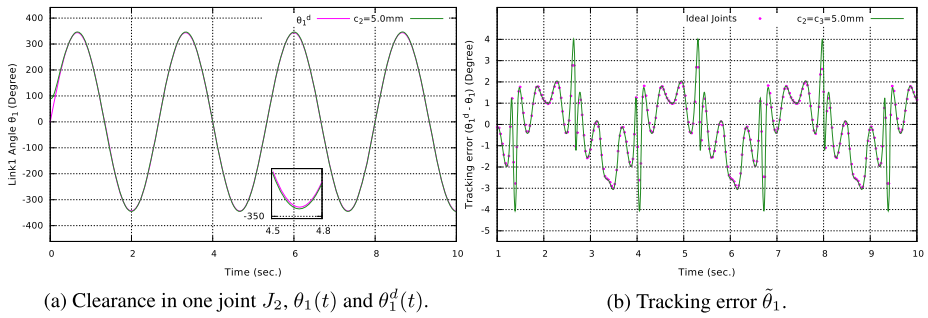 θ₁ᵈ c₂=5.0mm
400
300
200
100
0
-100
-200
-300
-400
Link1 Angle θ₁ (Degree)
-350
4.5 4.8
0 2 4 6 8 10
Time (sec.)
(a) Clearance in one joint J₂, θ₁(t) and θ₁ᵈ(t).
Ideal Joints c₂=c₃=5.0mm
4
3
2
1
0
-1
-2
-3
-4
-5
Tracking error (θ₁ᵈ - θ₁) (Degree)
1 2 3 4 5 6 7 8 9 10
Time (sec.)
(b) Tracking error θ̃₁.